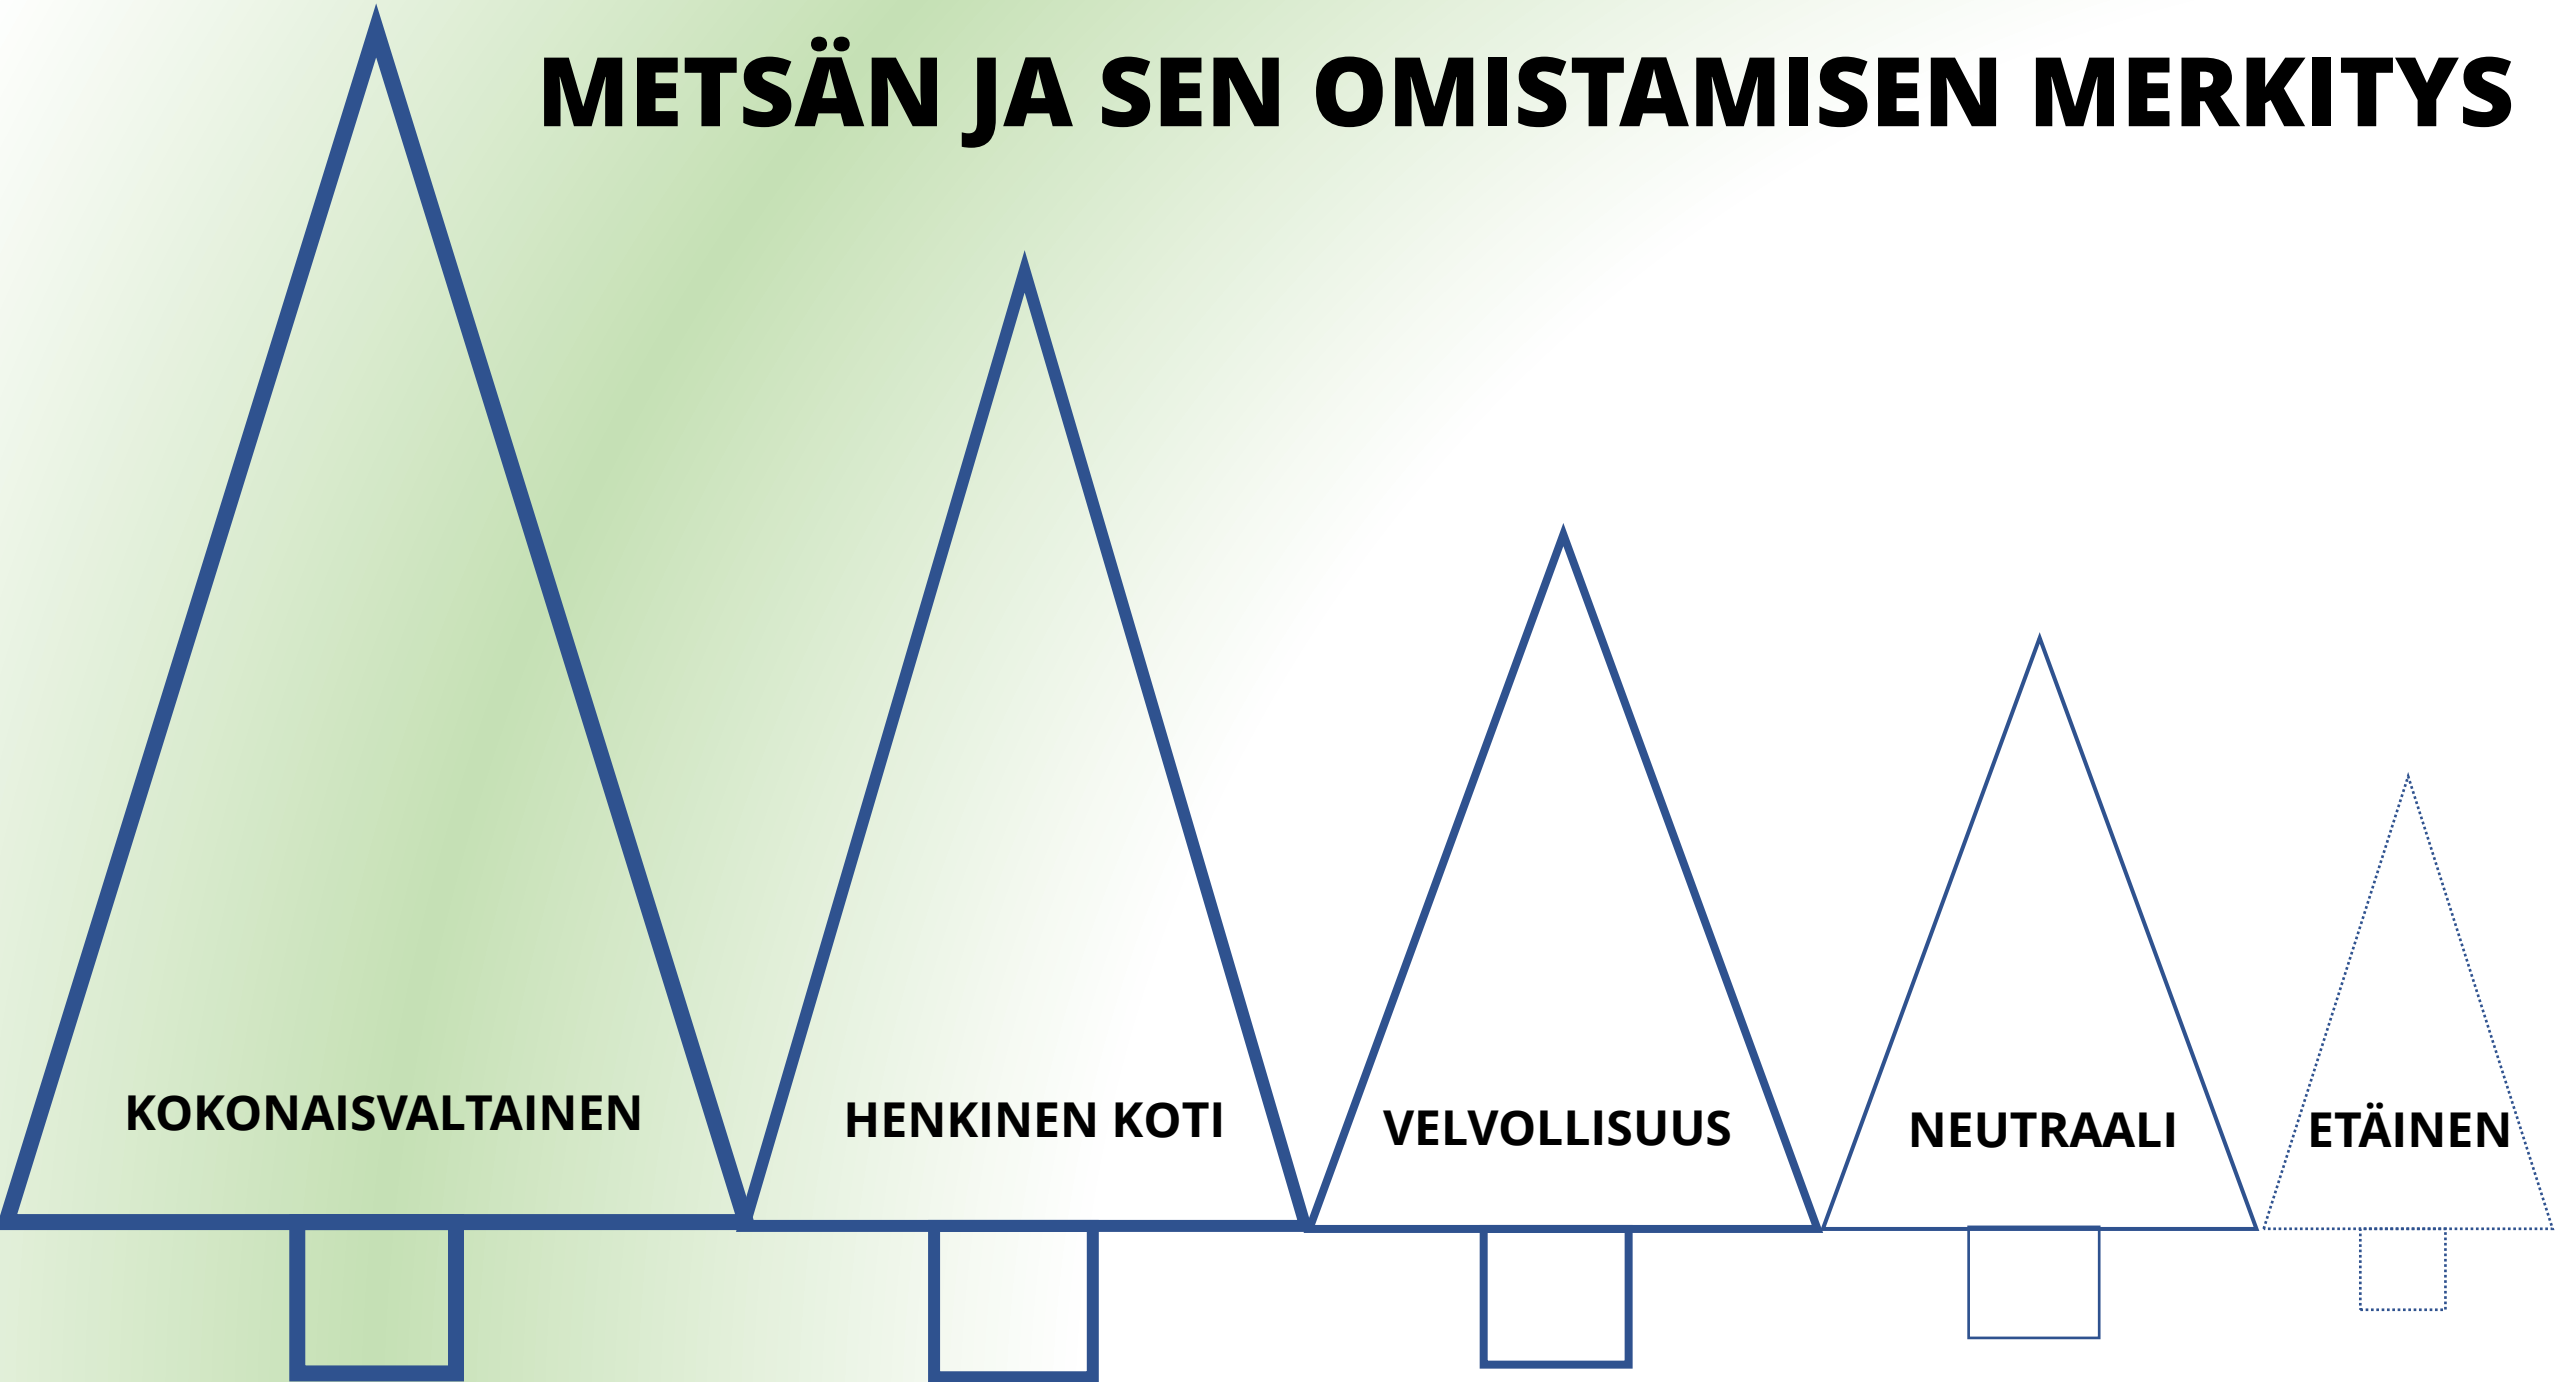 METSÄN JA SEN OMISTAMISEN MERKITYS
KOKONAISVALTAINEN
HENKINEN KOTI
VELVOLLISUUS
NEUTRAALI
ETÄINEN